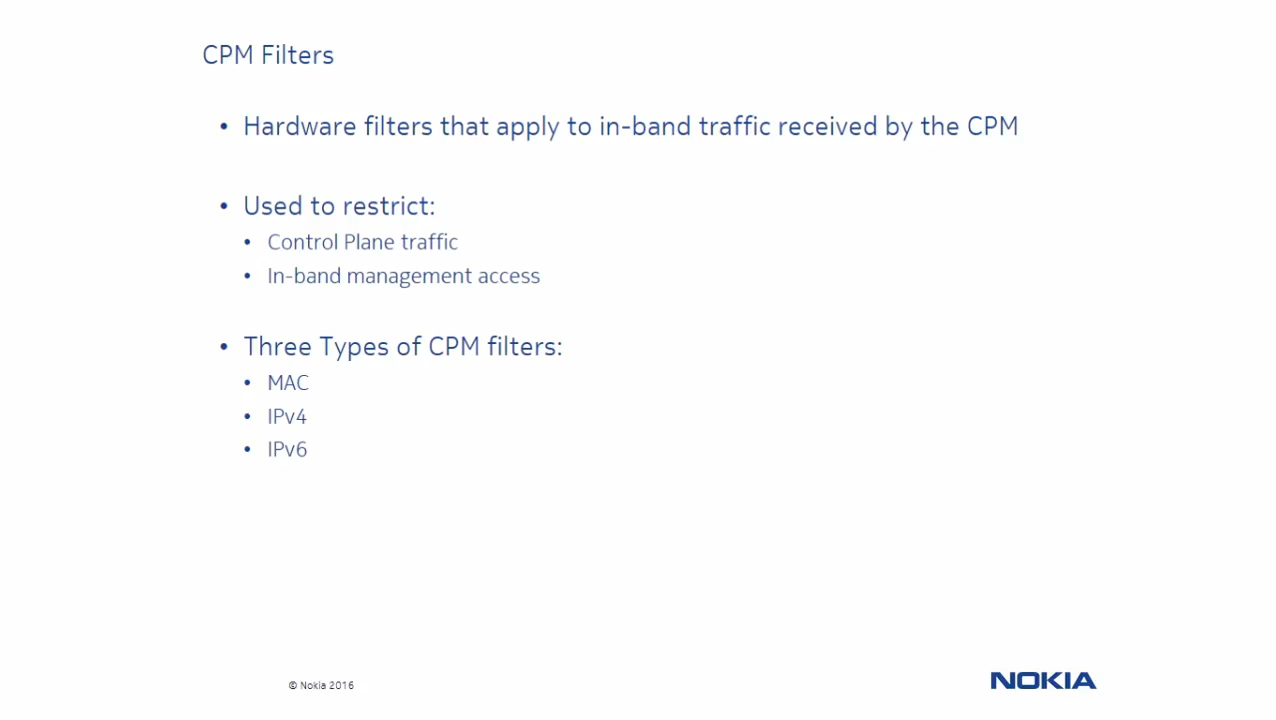 CPM Filters
• Hardware filters that apply to in-band traffic received by the CPM
• Used to restrict:
• Control Plane traffic
• In-band management access
• Three Types of CPM filters:
• MAC
• IPv4
• IPv6
© Nokia 2016
NOKIA